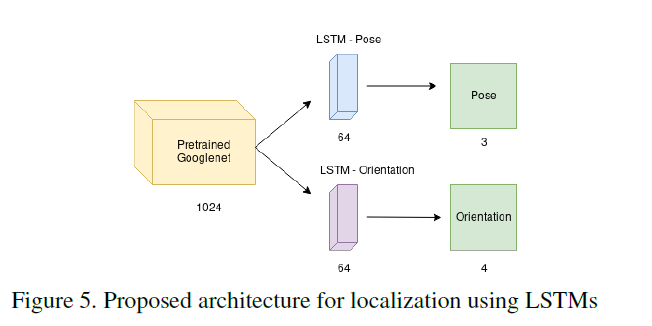 LSTM - Pose
Pretrained
Googlenet
1024
64
Pose
3
LSTM - Orientation
64
Orientation
4
Figure 5. Proposed architecture for localization using LSTMs